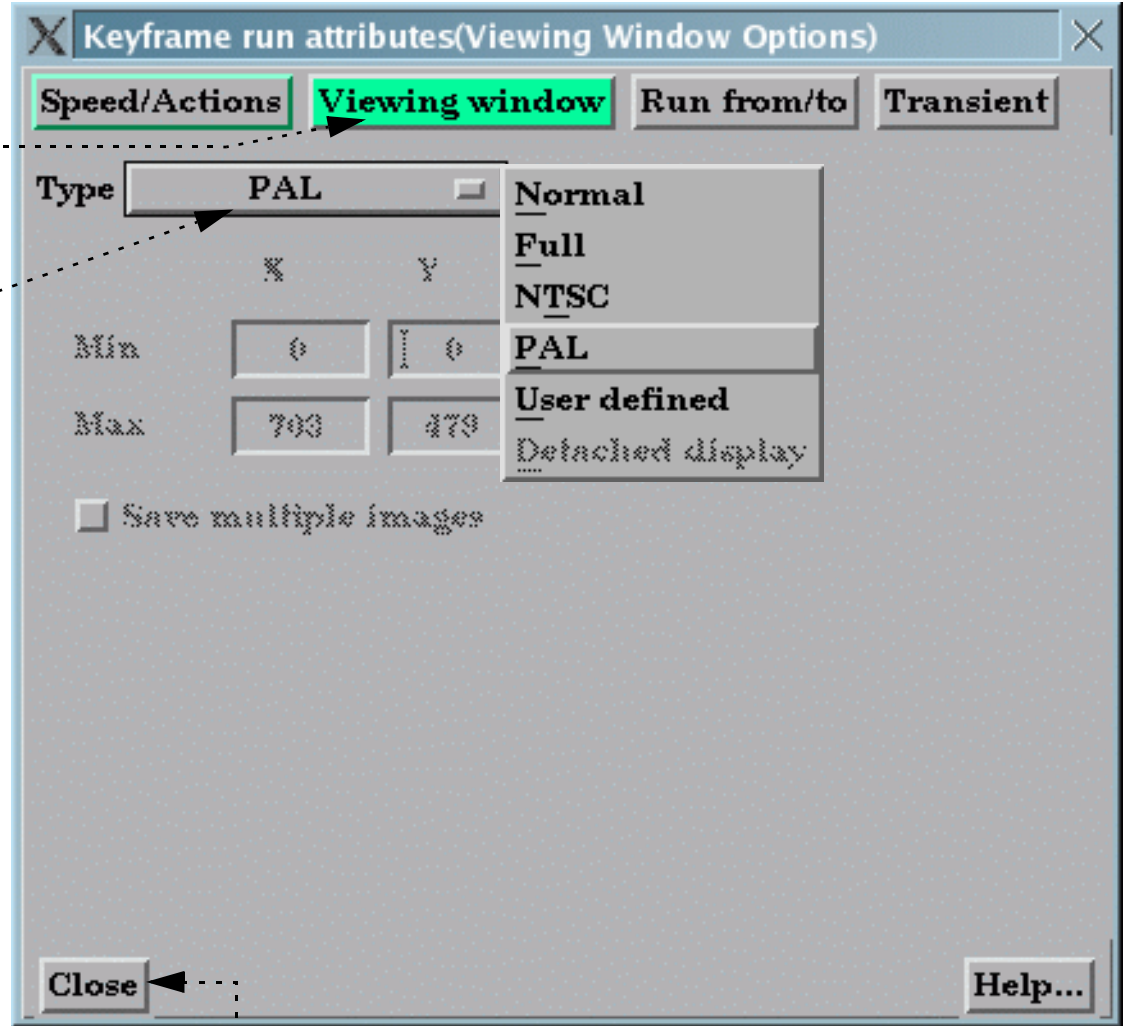 X Keyframe run attributes(Viewing Window Options)
Speed/Actions Viewing window Run from/to Transient
Type PAL
Normal
Full
NTSC
PAL
User defined
Detached display
X Y
Min 0 0
Max 703 479
Save multiple images
Close Help...